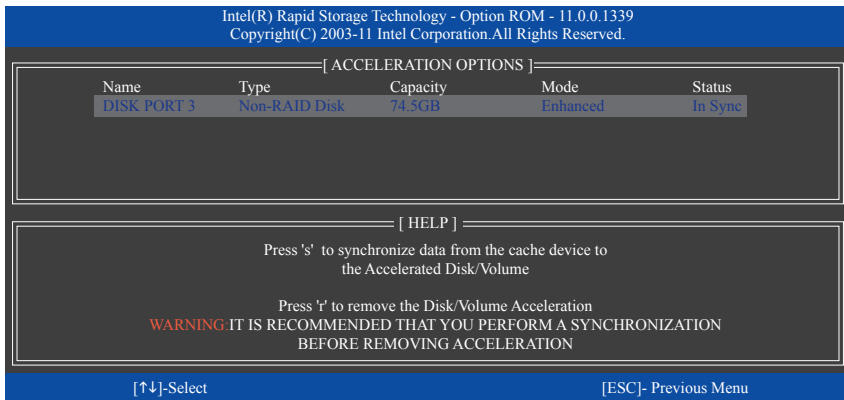 Intel(R) Rapid Storage Technology - Option ROM - 11.0.0.1339
Copyright(C) 2003-11 Intel Corporation.All Rights Reserved.
[ ACCELERATION OPTIONS ]
Name Type Capacity Mode Status
DISK PORT 3 Non-RAID Disk 74.5GB Enhanced In Sync
[ HELP ]
Press 's' to synchronize data from the cache device to
the Accelerated Disk/Volume
Press 'r' to remove the Disk/Volume Acceleration
WARNING:IT IS RECOMMENDED THAT YOU PERFORM A SYNCHRONIZATION
BEFORE REMOVING ACCELERATION
[↑↓]-Select [ESC]- Previous Menu